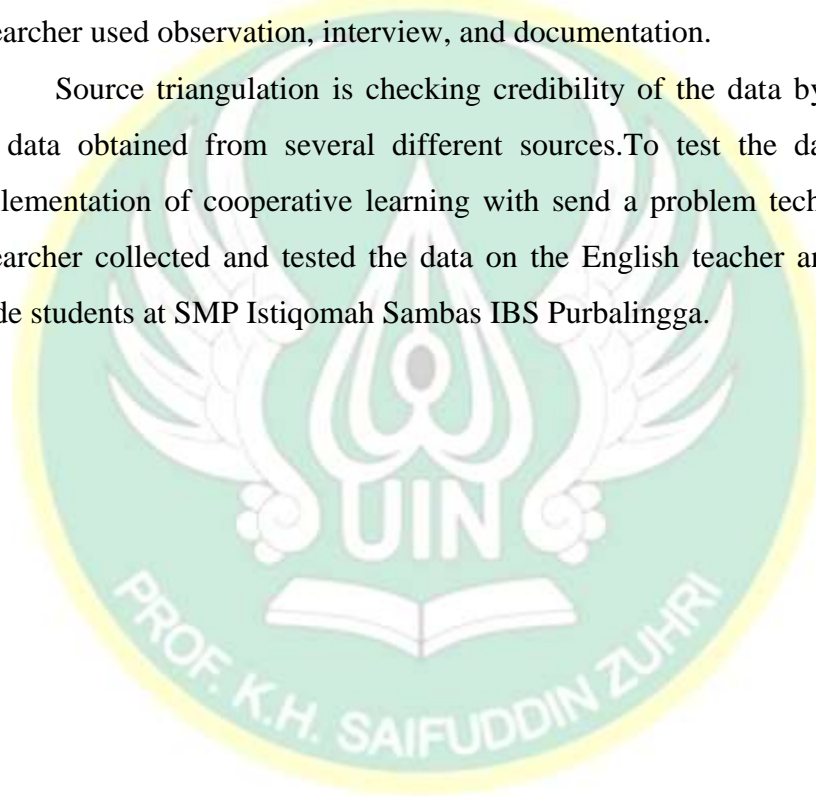 earcher used observation, interview, and documentation.
Source triangulation is checking credibility of the data by
data obtained from several different sources.To test the da
lementation of cooperative learning with send a problem tech
earcher collected and tested the data on the English teacher an
de students at SMP Istiqomah Sambas IBS Purbalingga.
UIN
PROF. K.H. SAIFUDDIN ZUHRI